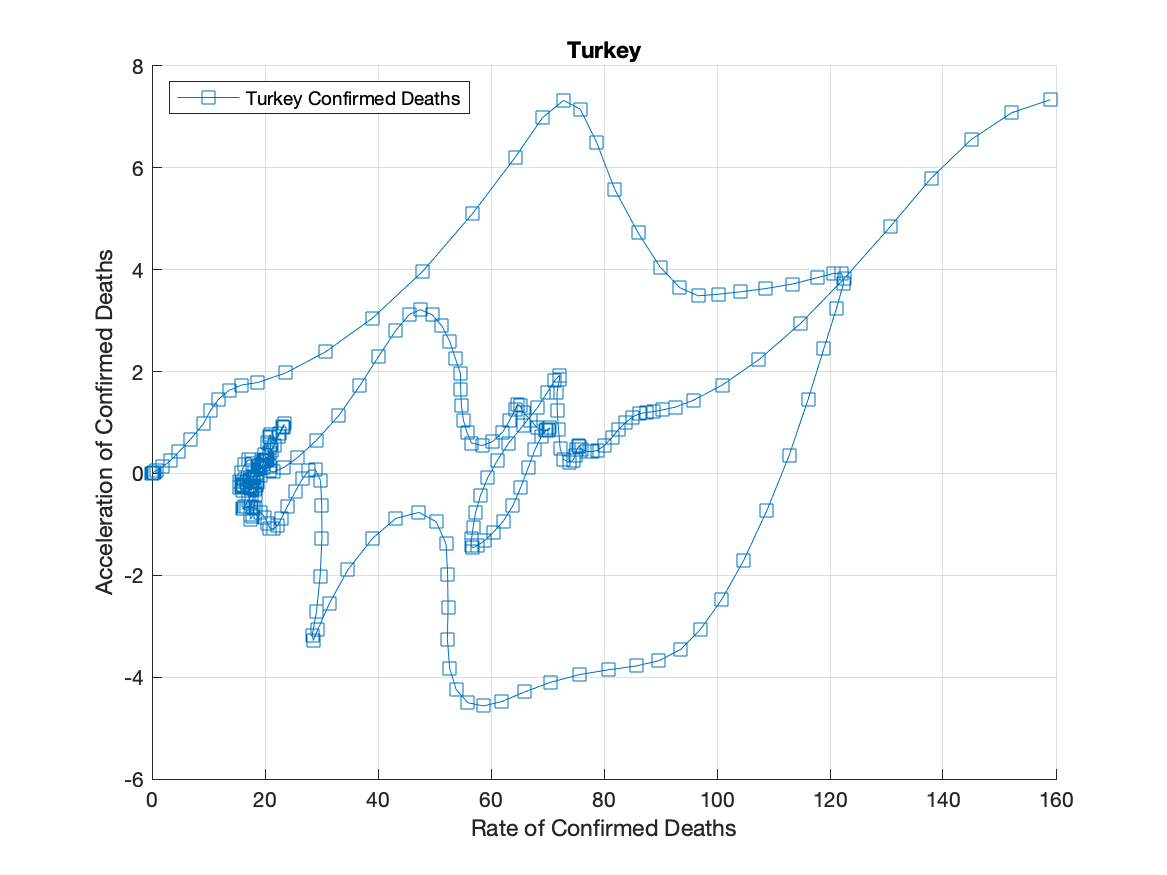 Turkey
Turkey Confirmed Deaths
8
6
4
2
0
-2
-4
-6
Acceleration of Confirmed Deaths
0 20 40 60 80 100 120 140 160
Rate of Confirmed Deaths